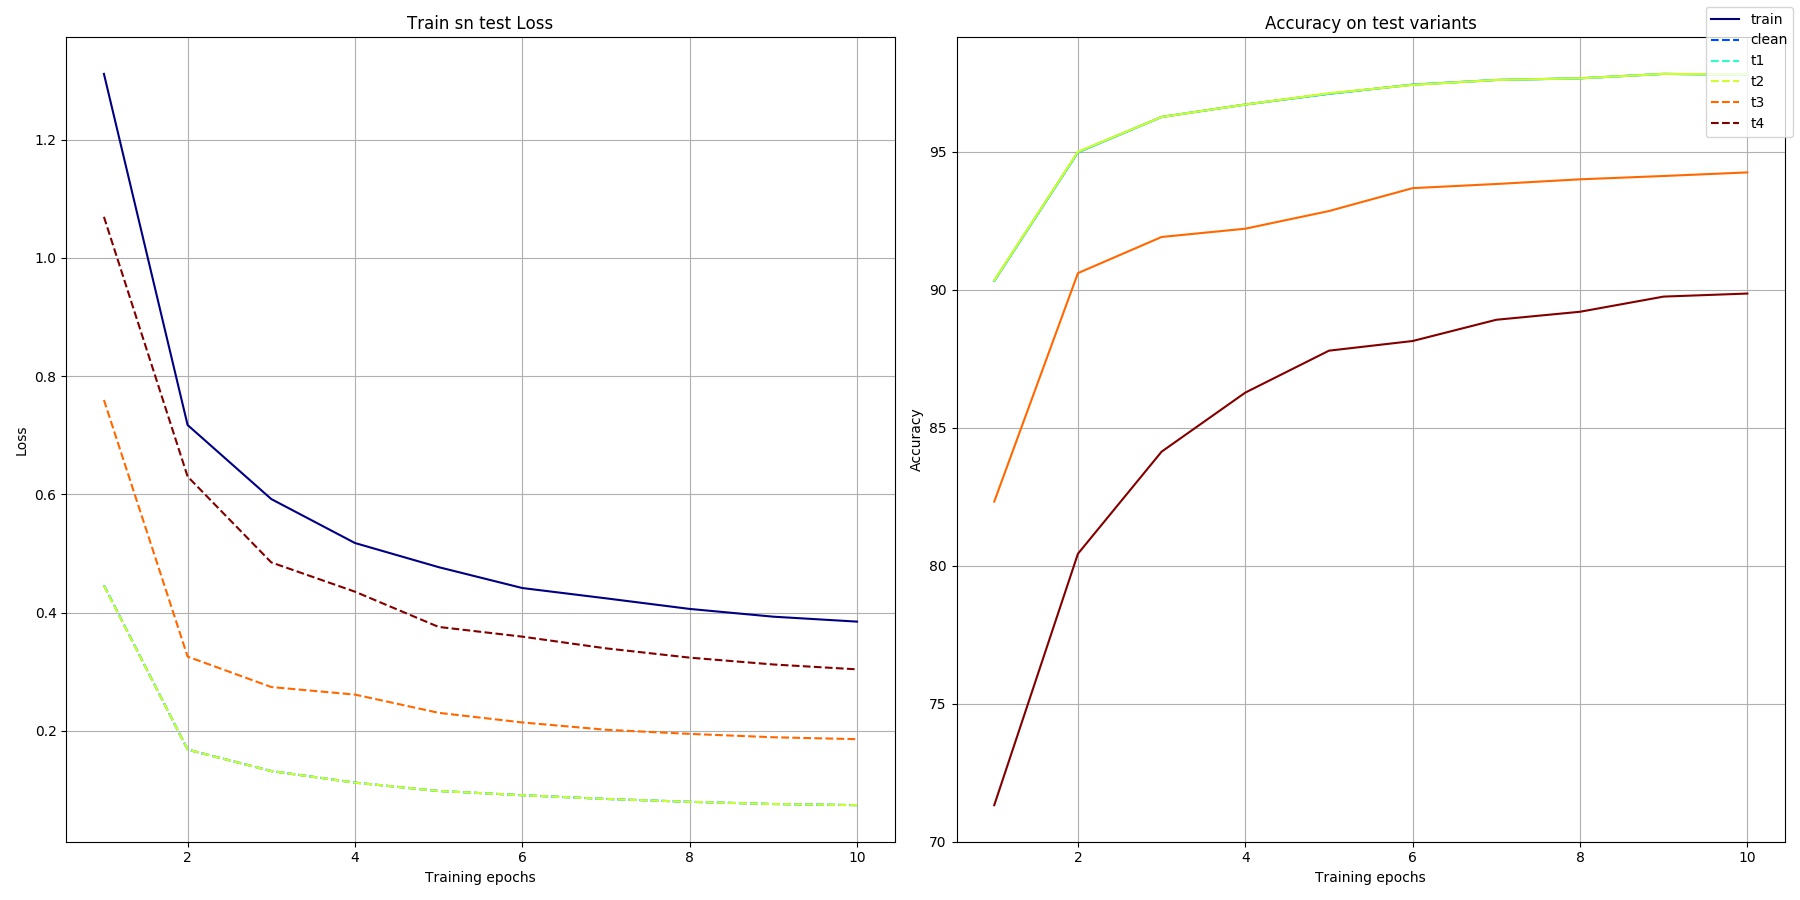 Train sn test Loss
1.2
1.0
0.8
0.6
0.4
0.2
Loss
2 4 6 8 10
Training epochs
Accuracy on test variants
95
90
85
80
75
70
Accuracy
2 4 6 8 10
Training epochs
train
clean
t1
t2
t3
t4